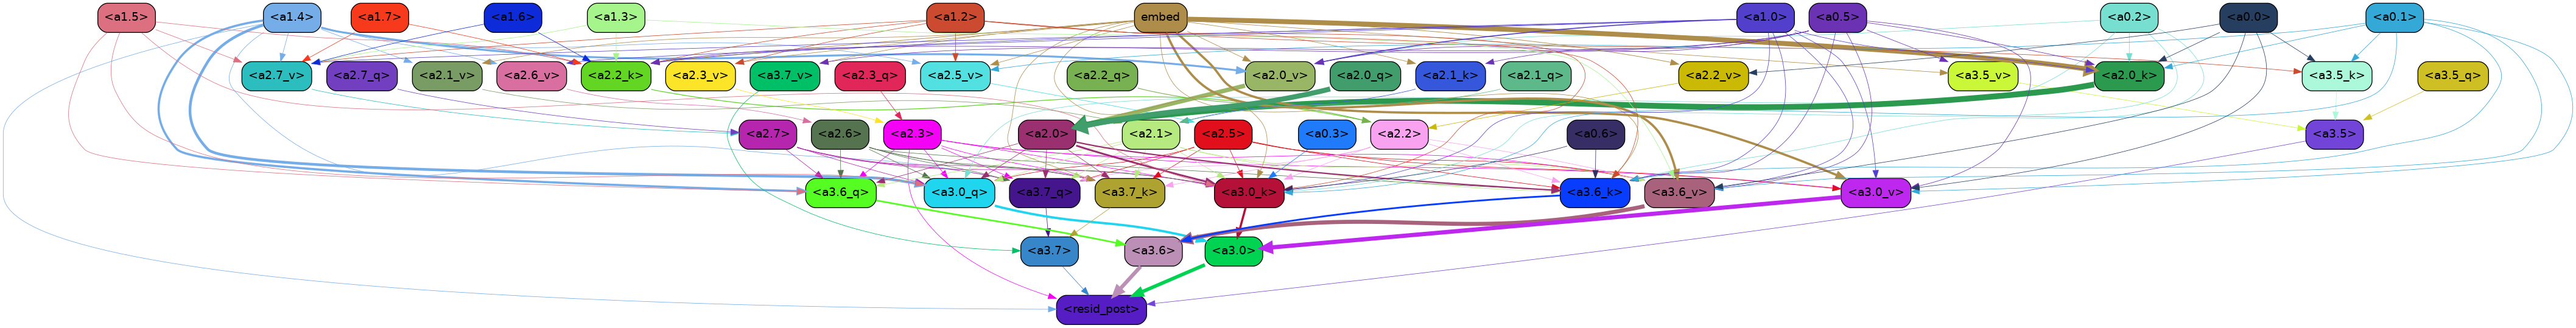 <a1.5> <a1.4> <a1.7> <a1.6> <a1.3> <a1.2> embed <a1.0> <a0.5> <a0.2> <a0.0> <a0.1>
<a2.7_v> <a2.7_q> <a2.1_v> <a2.6_v> <a2.2_k> <a2.3_v> <a3.7_v> <a2.3_q> <a2.5_v> <a2.2_q> <a2.0_v> <a2.0_q> <a2.1_k> <a2.1_q> <a2.2_v> <a3.5_v> <a2.0_k> <a3.5_k> <a3.5_q>
<a2.7> <a2.6> <a2.3> <a2.0> <a2.1> <a2.5> <a0.3> <a0.6> <a2.2> <a3.5>
<a3.6_q> <a3.0_q> <a3.7_q> <a3.7_k> <a3.0_k> <a3.6_k> <a3.6_v> <a3.0_v>
<a3.7> <a3.6> <a3.0>
<resid_post>